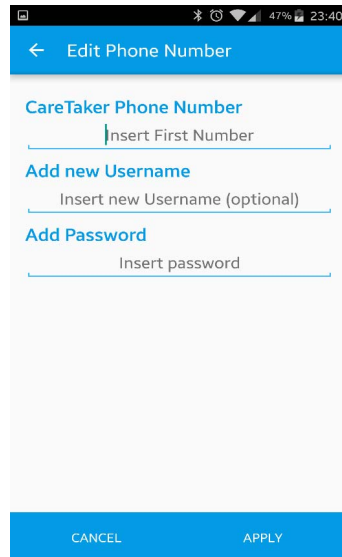 47% 23:40
Edit Phone Number
CareTaker Phone Number
Insert First Number
Add new Username
Insert new Username (optional)
Add Password
Insert password
CANCEL APPLY